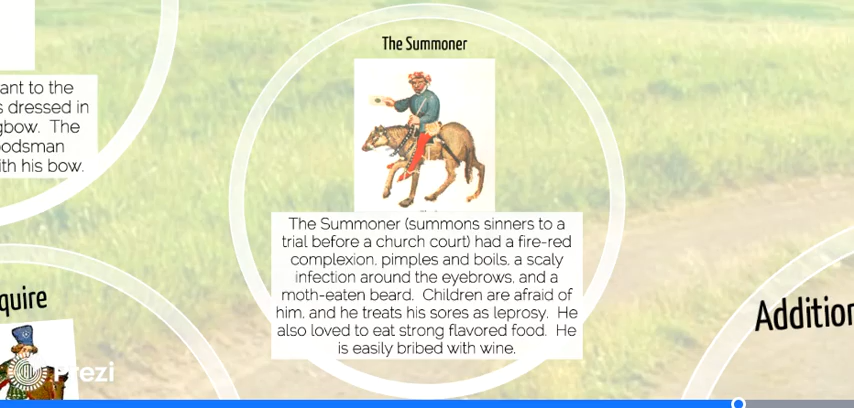 The Summoner
The Summoner (summons sinners to a
trial before a church court) had a fire-red
complexion, pimples and boils, a scaly
infection around the eyebrows, and a
moth-eaten beard.  Children are afraid of
him, and he treats his sores as leprosy.  He
also loved to eat strong flavored food.  He
is easily bribed with wine.
ant to the
s dressed in
gbow.  The
odsman
ith his bow.
quire
Addition
Prezi